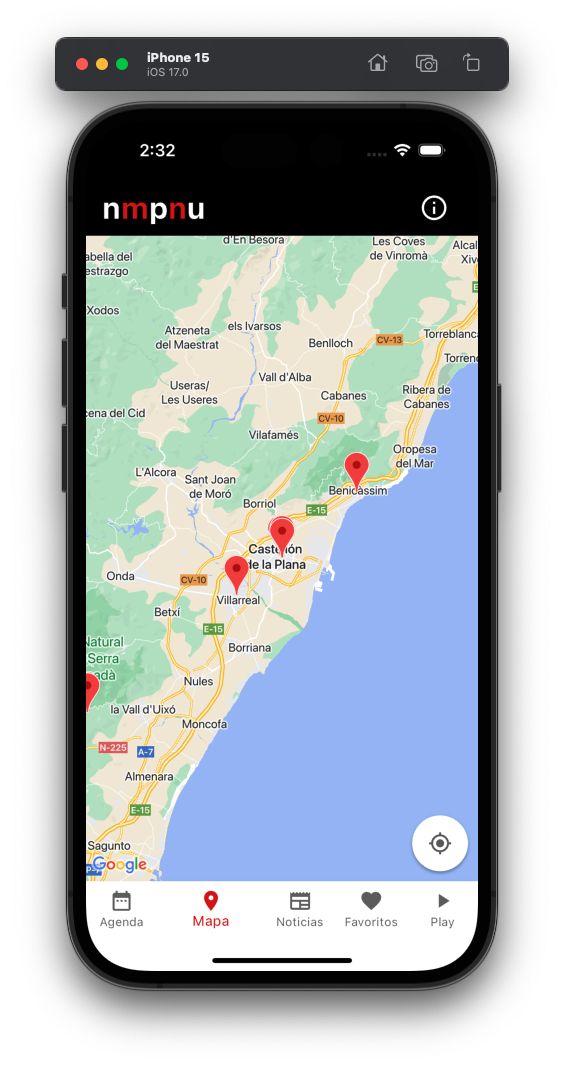 iPhone 15
iOS 17.0
2:32
nmpnu
d'En Besora
Les Coves
de Vinromà
abella del
estrazgo
Alcal
Xiv
Xodos
els Ivarsos
Atzeneta
del Maestrat
Benlloch
CV-13
Torreblanca
Torreno
Vall d'Alba
Useras/
Les Useres
Cabanes
Ribera de
Cabanes
cena del Cid
CV-10
Vilafamés
Oropesa
del Mar
L'Alcora
Sant Joan
de Moró
Benicàssim
Borriol
E-15
Castellón
de la Plana
Onda
CV-10
Villarreal
Betxí
E-15
Natural
Serra
adà
Borriana
Nules
la Vall d'Uixó
Moncofa
N-225
A-7
Almenara
E-15
Sagunto
Google
Agenda
Mapa
Noticias
Favoritos
Play